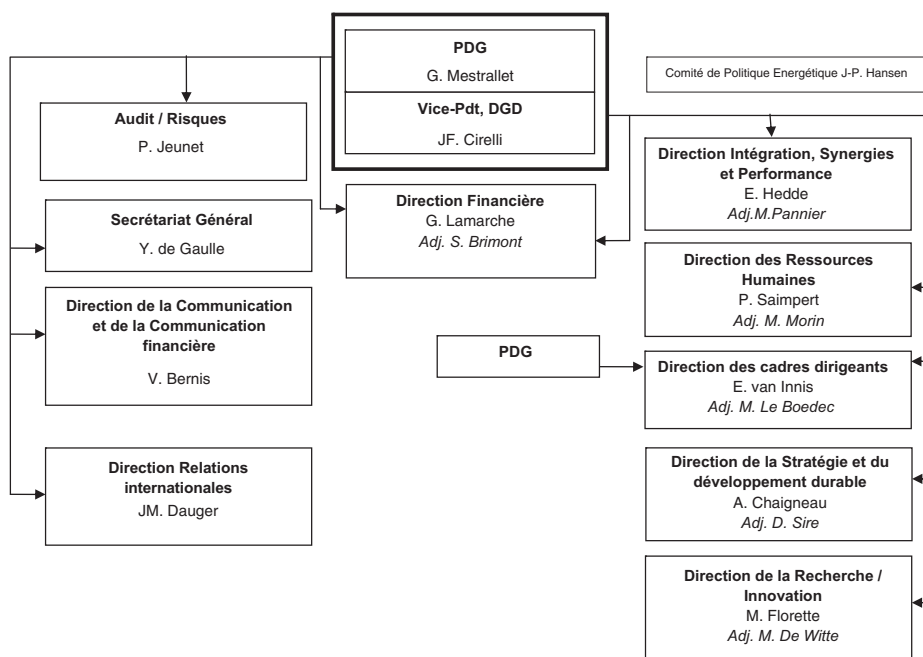 PDG
G. Mestrallet
Vice-Pdt, DGD
JF. Cirelli
Comité de Politique Energétique J-P. Hansen
Audit / Risques
P. Jeunet
Secrétariat Général
Y. de Gaulle
Direction de la Communication
et de la Communication
financière
V. Bernis
Direction Relations
internationales
JM. Dauger
Direction Financière
G. Lamarche
Adj. S. Brimont
PDG
Direction Intégration, Synergies
et Performance
E. Hedde
Adj.M.Pannier
Direction des Ressources
Humaines
P. Saimpert
Adj. M. Morin
Direction des cadres dirigeants
E. van Innis
Adj. M. Le Boedec
Direction de la Stratégie et du
développement durable
A. Chaigneau
Adj. D. Sire
Direction de la Recherche /
Innovation
M. Florette
Adj. M. De Witte